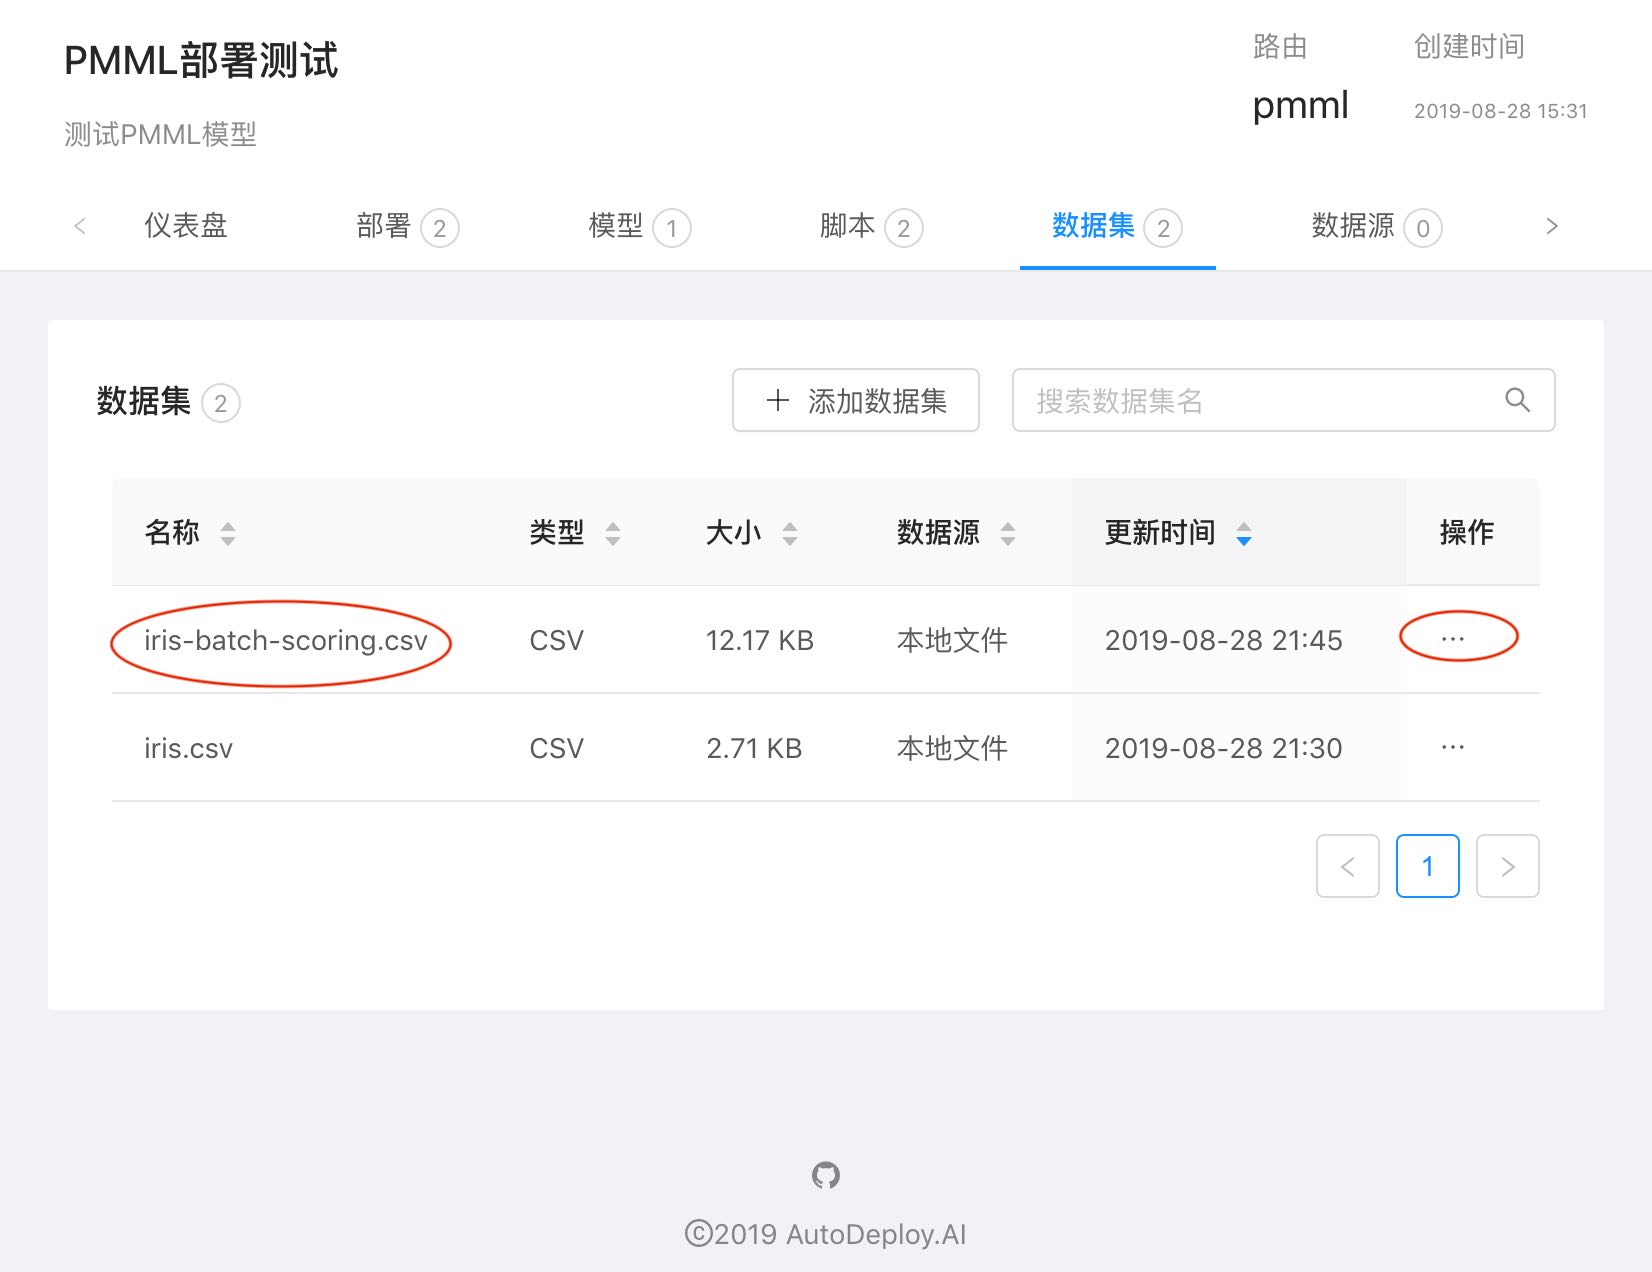 PMML部署测试
路由
创建时间
pmml
2019-08-28 15:31
测试PMML模型
仪表盘
部署 2
模型 1
脚本 2
数据集 2
数据源 0
数据集 2
添加数据集
搜索数据集名
名称 类型 大小 数据源 更新时间 操作
iris-batch-scoring.csv CSV 12.17 KB 本地文件 2019-08-28 21:45 ···
iris.csv CSV 2.71 KB 本地文件 2019-08-28 21:30 ···
1
©2019 AutoDeploy.AI